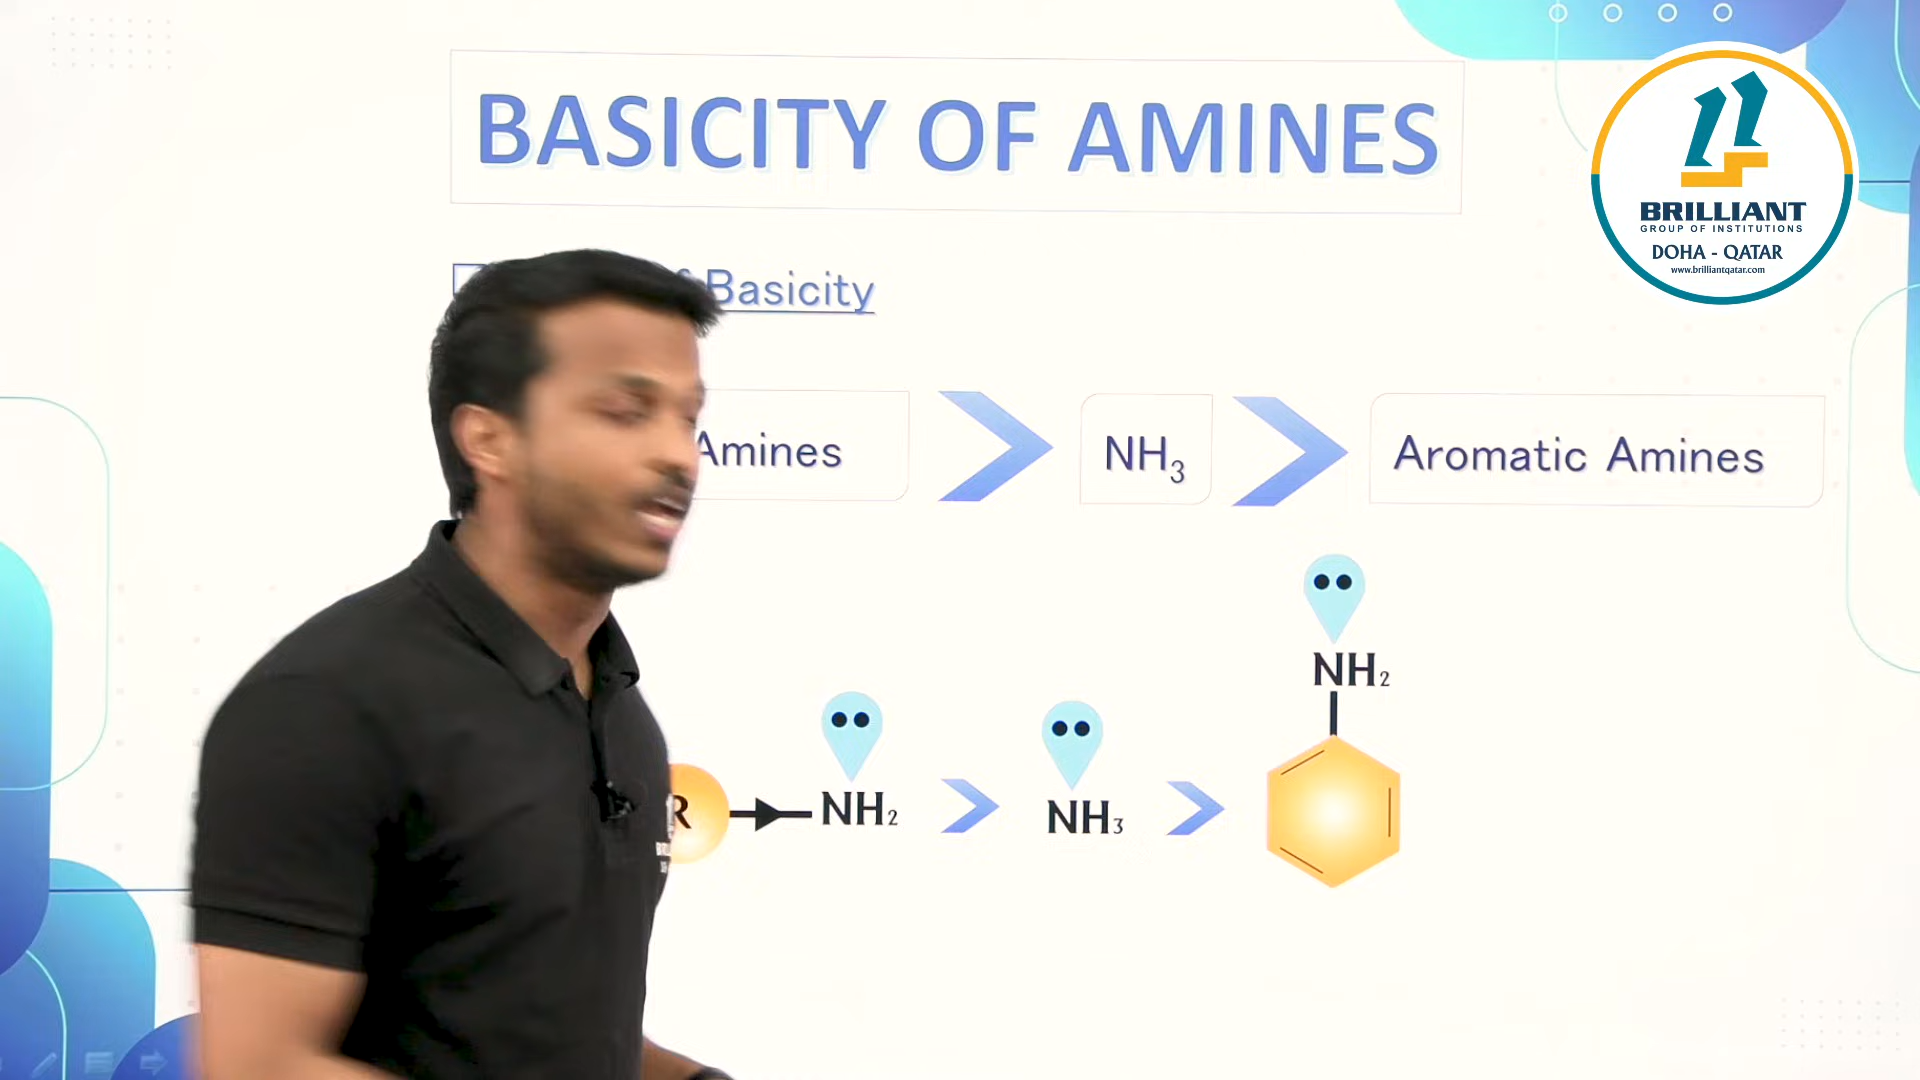 BASICITY OF AMINES
BRILLIANT
GROUP OF INSTITUTIONS
DOHA - QATAR
www.brilliantqatar.com
Basicity
Amines
NH3
Aromatic Amines
NH2
R
NH2
NH3